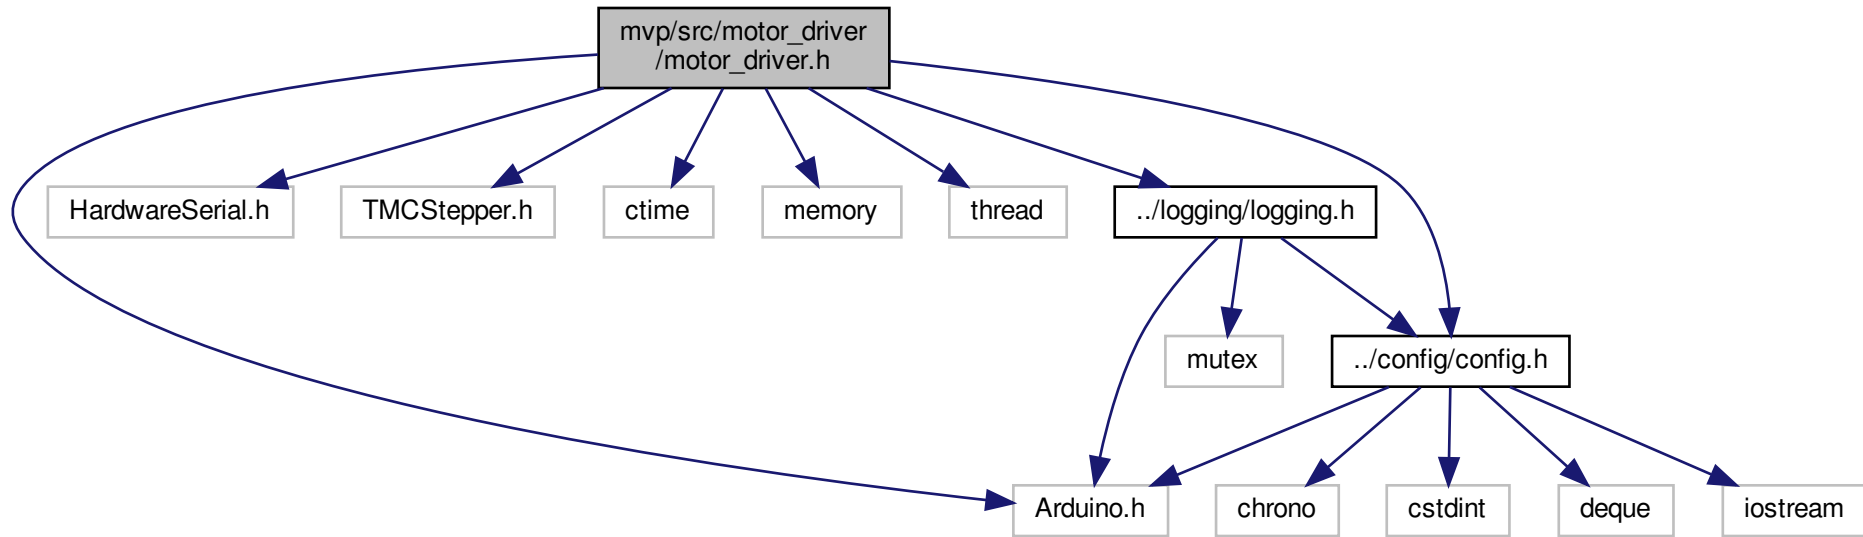 mvp/src/motor_driver
/motor_driver.h
HardwareSerial.h
TMCStepper.h
ctime
memory
thread
../logging/logging.h
mutex
../config/config.h
Arduino.h
chrono
cstdint
deque
iostream